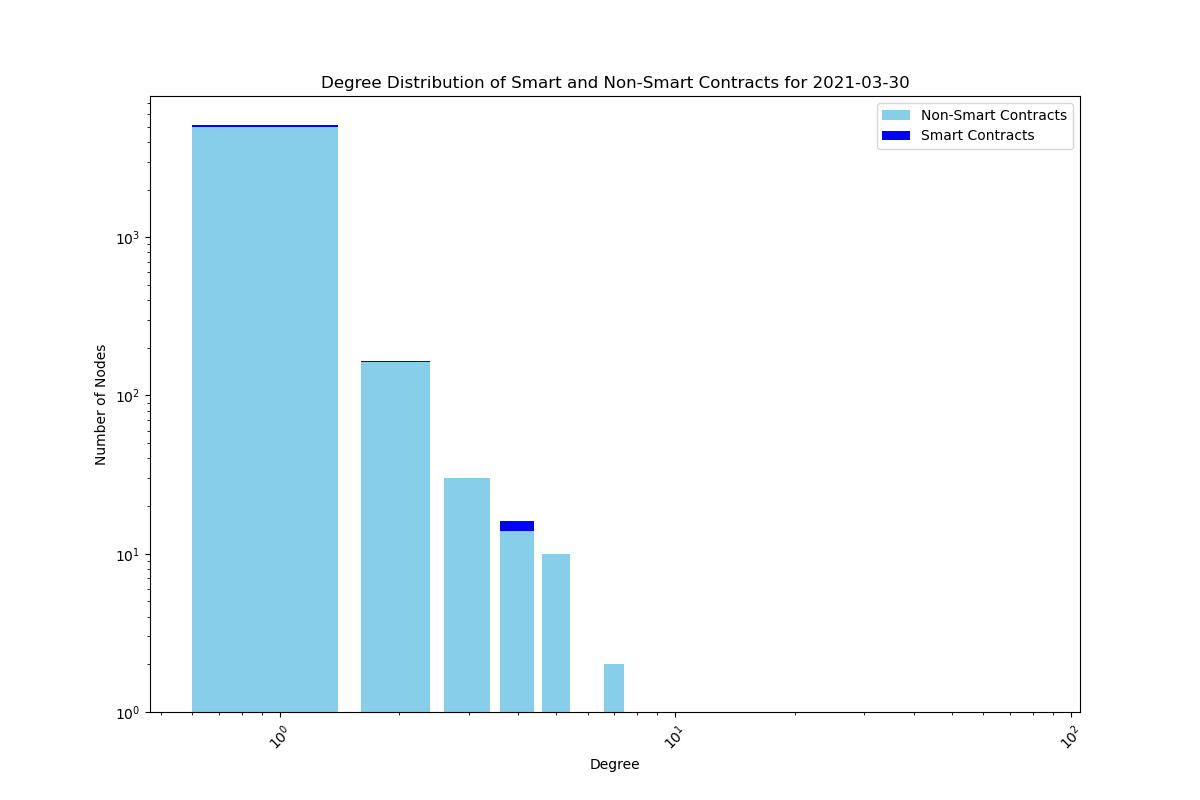 Degree Distribution of Smart and Non-Smart Contracts for 2021-03-30
Non-Smart Contracts
Smart Contracts
Number of Nodes
10³
10²
10¹
10⁰
10⁰
10¹
10²
Degree